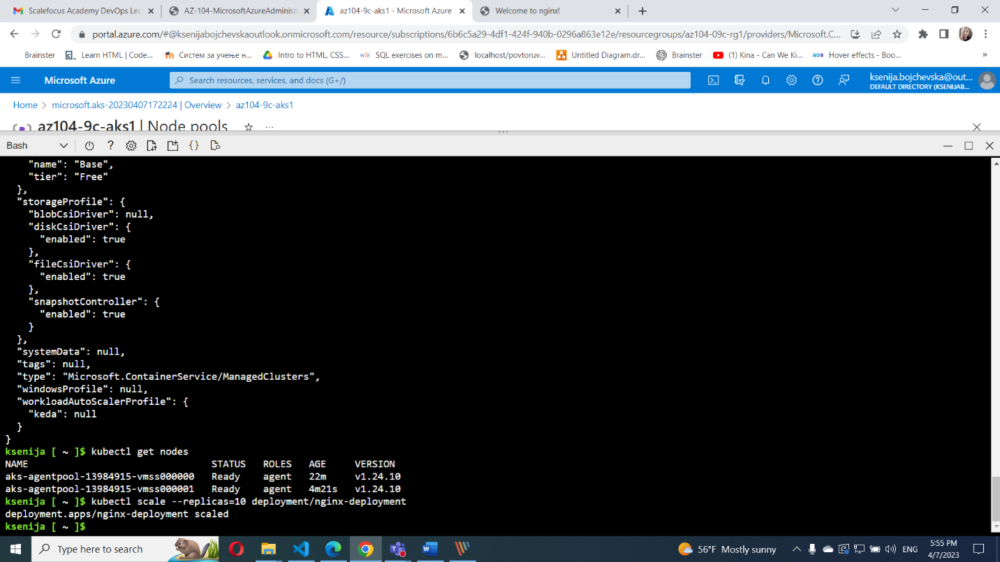 Scalefocus Academy DevOps Lec
AZ-104-MicrosoftAzureAdministr
az104-9c-aks1 - Microsoft Azure
Welcome to nginx!
portal.azure.com/#@ksenijabojchevskaoutlook.onmicrosoft.com/resource/subscriptions/6b6c5a29-4df1-424f-940b-0296a863e12e/resourcegroups/az104-09c-rg1/providers/Microsoft.C...
Brainster
Learn HTML | Code...
Систем за учење н...
Intro to HTML, CSS...
w3r SQL exercises on m...
localhost/povtoruv...
Untitled Diagram.dr...
Brainster
(1) Kina - Can We Ki...
MDB Hover effects - Boo...
»
Microsoft Azure
Search resources, services, and docs (G+/)
ksenija.bojchevska@out...
DEFAULT DIRECTORY (KSENIJAB...
Home > microsoft.aks-20230407172224 | Overview > az104-9c-aks1
az104-9c-aks1 | Node pools
Bash
"name": "Base",
"tier": "Free"
},
"storageProfile": {
"blobCsiDriver": null,
"diskCsiDriver": {
"enabled": true
},
"fileCsiDriver": {
"enabled": true
},
"snapshotController": {
"enabled": true
}
},
"systemData": null,
"tags": null,
"type": "Microsoft.ContainerService/ManagedClusters",
"windowsProfile": null,
"workloadAutoScalerProfile": {
"keda": null
}
}
ksenija [ ~ ]$ kubectl get nodes
NAME STATUS ROLES AGE VERSION
aks-agentpool-13984915-vmss000000 Ready agent 22m v1.24.10
aks-agentpool-13984915-vmss000001 Ready agent 4m21s v1.24.10
ksenija [ ~ ]$ kubectl scale --replicas=10 deployment/nginx-deployment
deployment.apps/nginx-deployment scaled
ksenija [ ~ ]$
Type here to search
56°F Mostly sunny
ENG
5:55 PM
4/7/2023